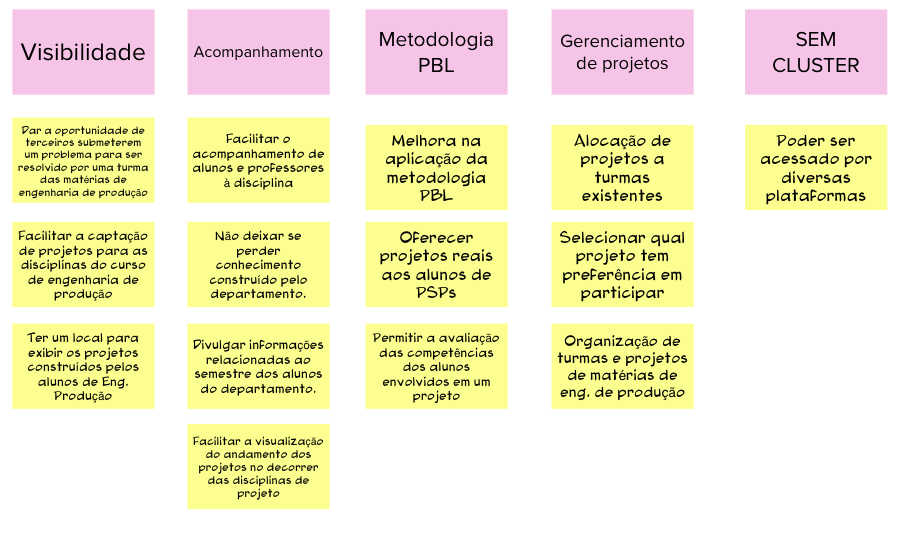 Visibilidade
Dar a oportunidade de
terceiros submeterem
um problema para ser
resolvido por uma turma
das matérias de
engenharia de produção
Facilitar a captação
de projetos para as
disciplinas do curso
de engenharia de
produção
Ter um local para
exibir os projetos
construídos pelos
alunos de Eng.
Produção
Acompanhamento
Facilitar o
acompanhamento de
alunos e professores
à disciplina
Não deixar se
perder
conhecimento
construído pelo
departamento.
Divulgar informações
relacionadas ao
semestre dos alunos
do departamento.
Facilitar a visualização
do andamento dos
projetos no decorrer
das disciplinas de
projeto
Metodologia
PBL
Melhora na
aplicação da
metodologia
PBL
Oferecer
projetos reais
aos alunos de
PSPs
Permitir a avaliação
das competências
dos alunos
envolvidos em um
projeto
Gerenciamento
de projetos
Alocação de
projetos a
turmas
existentes
Selecionar qual
projeto tem
preferência em
participar
Organização de
turmas e projetos
de matérias de
eng. de produção
SEM
CLUSTER
Poder ser
acessado por
diversas
plataformas